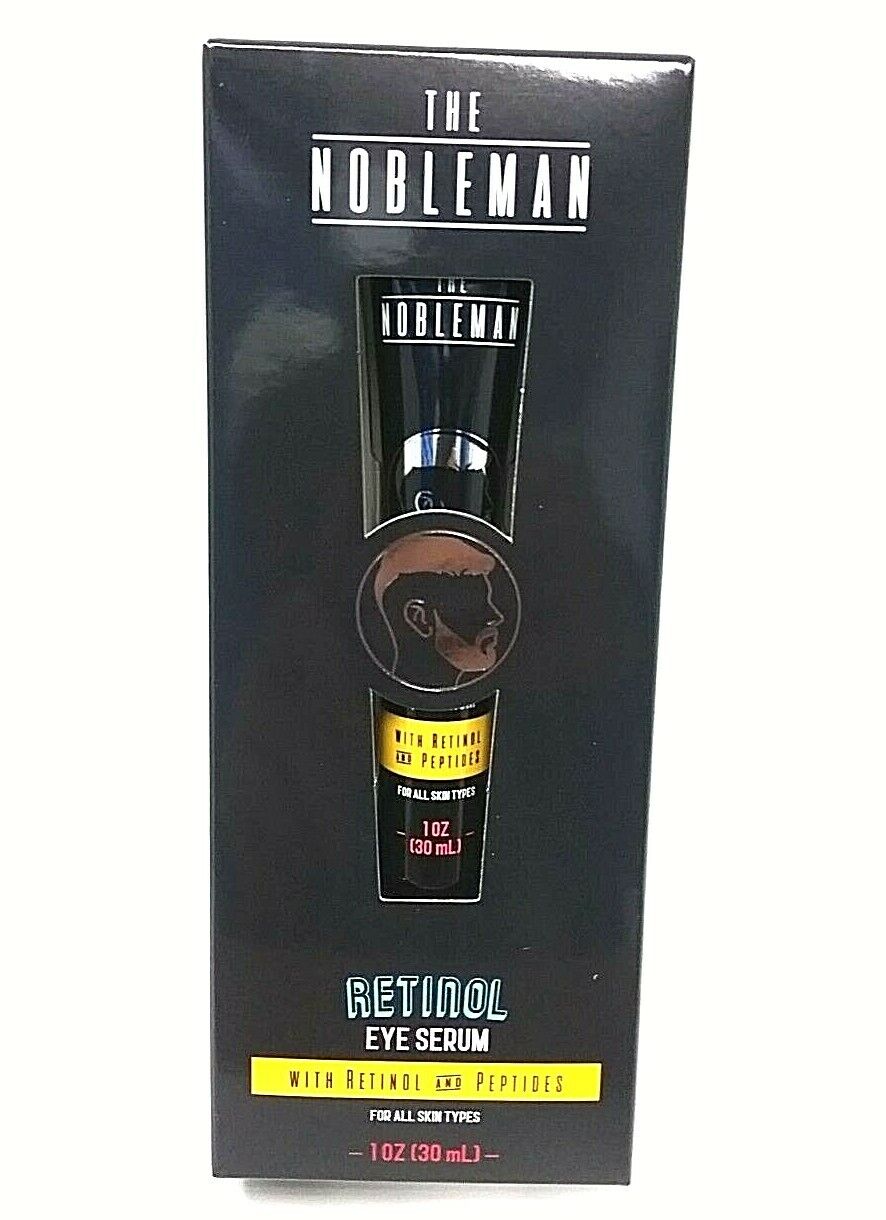 THE
NOBLEMAN
THE
NOBLEMAN
WITH RETINOL
AND PEPTIDES
FOR ALL SKIN TYPES
1 OZ
(30 mL)
RETINOL
EYE SERUM
WITH RETINOL AND PEPTIDES
FOR ALL SKIN TYPES
– 1 OZ (30 mL) –